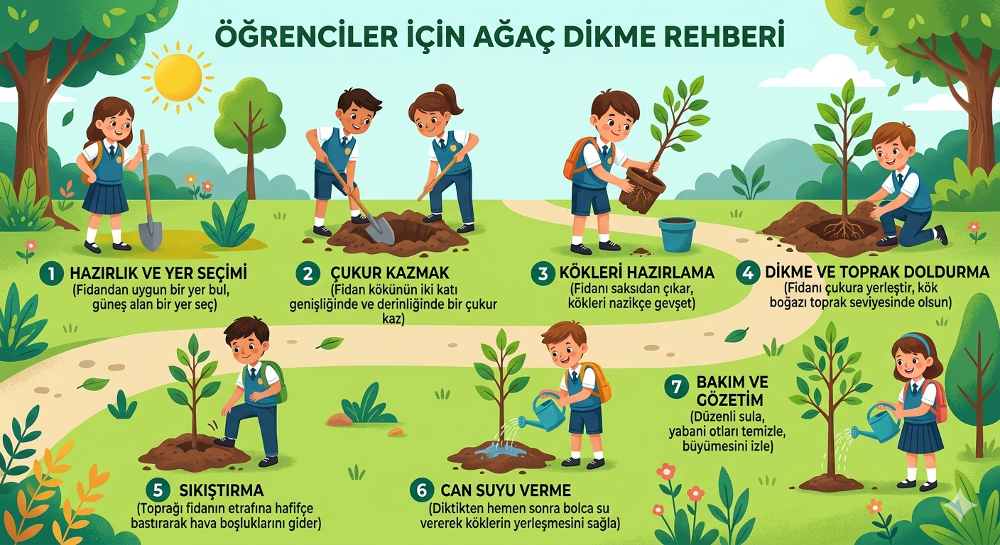 ÖĞRENCİLER İÇİN AĞAÇ DİKME REHBERİ
1 HAZIRLIK VE YER SEÇİMİ
(Fidandan uygun bir yer bul,
güneş alan bir yer seç)
2 ÇUKUR KAZMAK
(Fidan kökünün iki katı
genişliğinde ve derinliğinde bir çukur
kaz)
3 KÖKLERİ HAZIRLAMA
(Fidanı saksıdan çıkar,
kökleri nazikçe gevşet)
4 DİKME VE TOPRAK DOLDURMA
(Fidanı çukura yerleştir, kök
boğazı toprak seviyesinde olsun)
5 SIKIŞTIRMA
(Toprağı fidanın etrafına hafifçe
bastırarak hava boşluklarını gider)
6 CAN SUYU VERME
(Diktikten hemen sonra bolca su
vererek köklerin yerleşmesini sağla)
7 BAKIM VE
GÖZETİM
(Düzenli sula,
yabani otları temizle,
büyümesini izle)